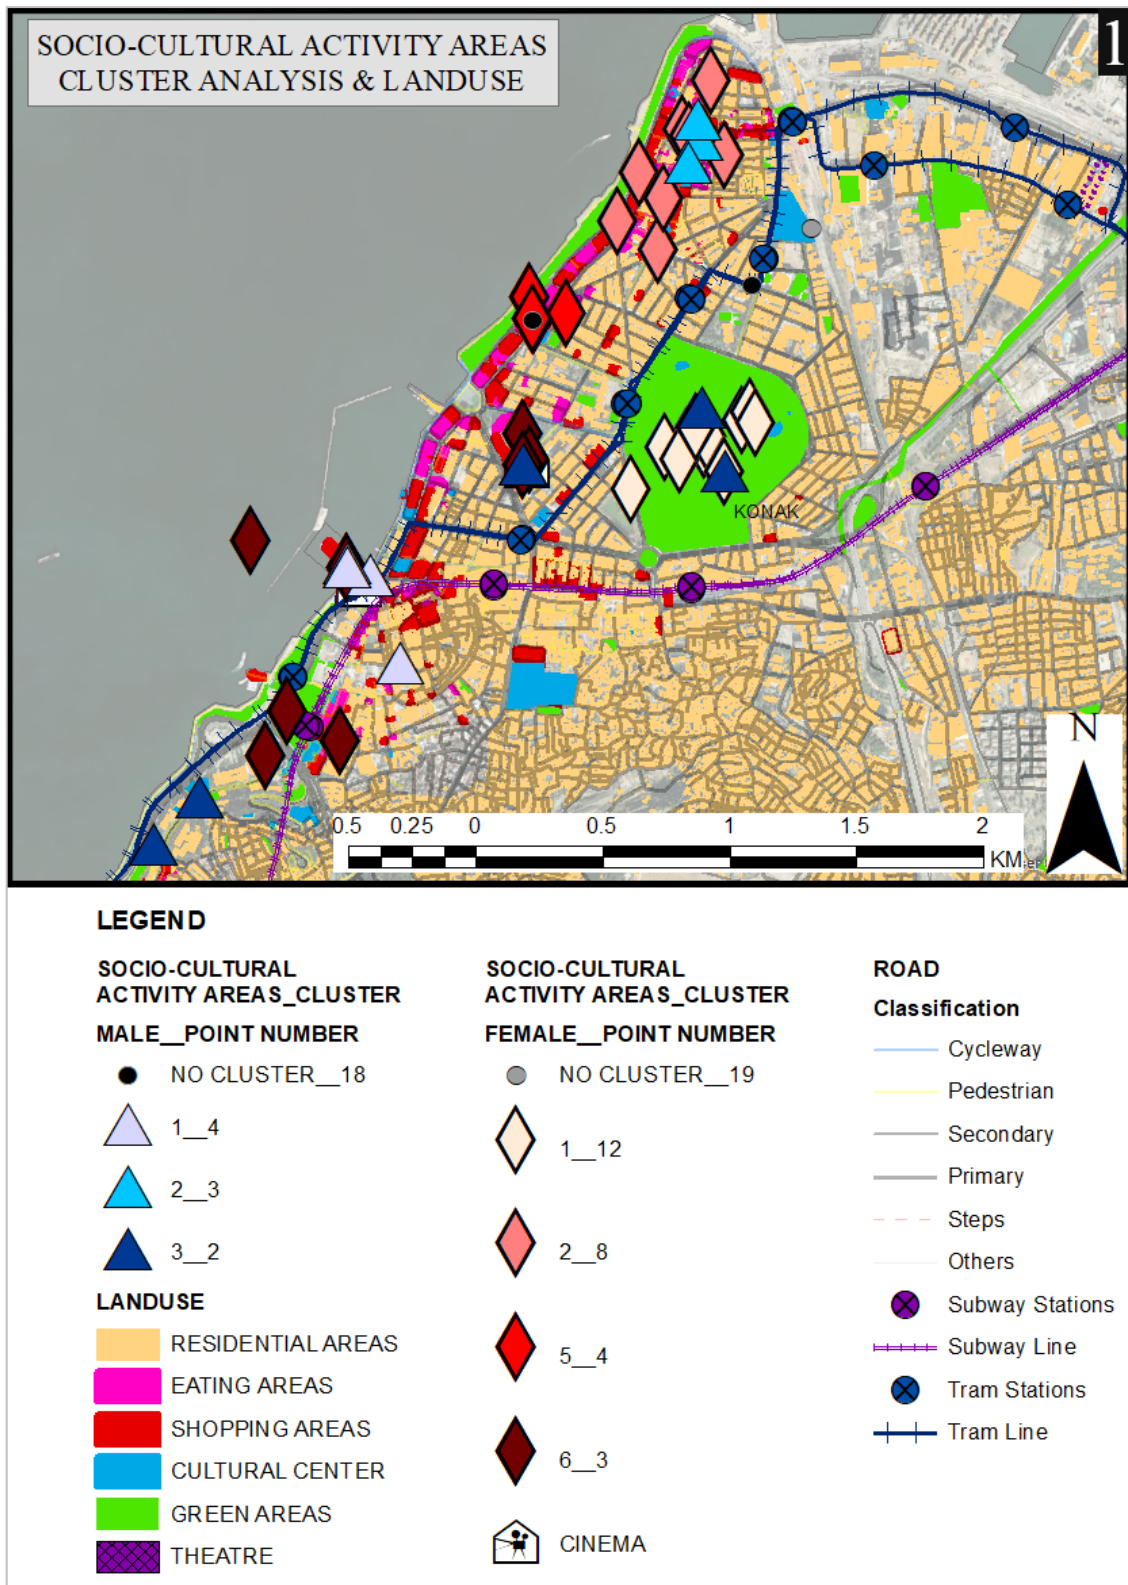 SOCIO-CULTURAL ACTIVITY AREAS
CLUSTER ANALYSIS & LANDUSE
1
KONAK
N
0.5 0.25 0 0.5 1 1.5 2
KM
LEGEND
SOCIO-CULTURAL
ACTIVITY AREAS_CLUSTER
MALE__POINT NUMBER
NO CLUSTER__18
1__4
2__3
3__2
LANDUSE
RESIDENTIAL AREAS
EATING AREAS
SHOPPING AREAS
CULTURAL CENTER
GREEN AREAS
THEATRE
SOCIO-CULTURAL
ACTIVITY AREAS_CLUSTER
FEMALE__POINT NUMBER
NO CLUSTER__19
1__12
2__8
5__4
6__3
CINEMA
ROAD
Classification
Cycleway
Pedestrian
Secondary
Primary
Steps
Others
Subway Stations
Subway Line
Tram Stations
Tram Line